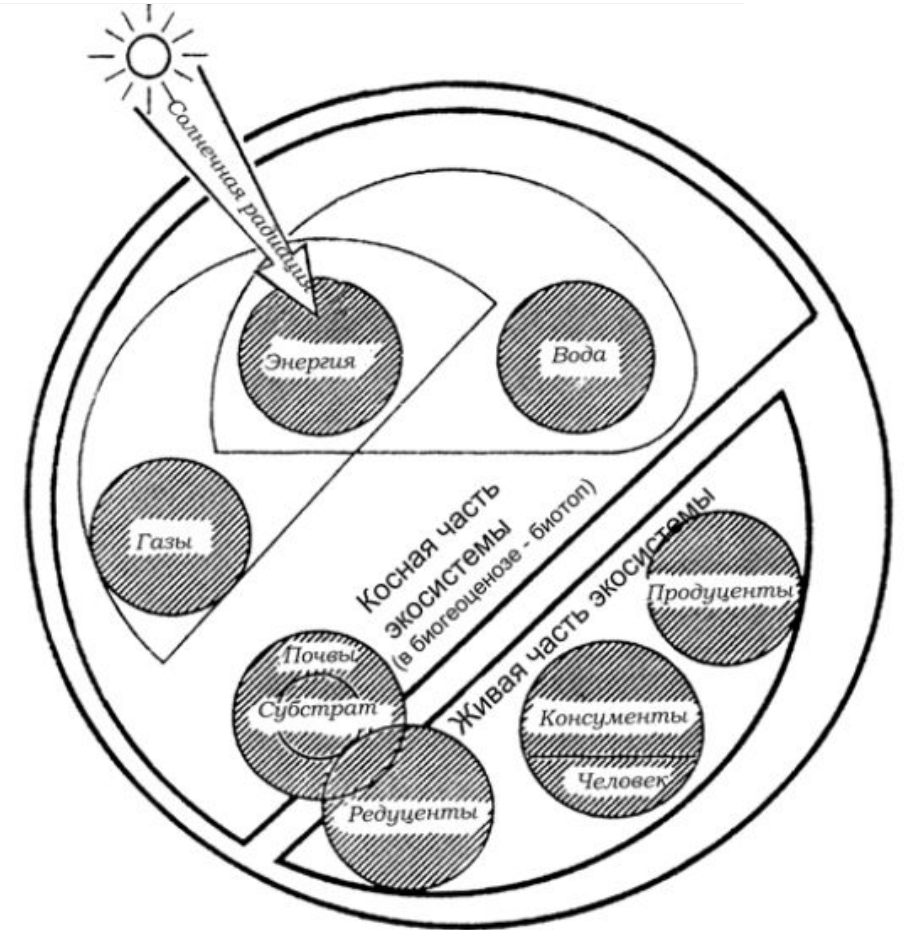 Солнечная радиация
Энергия
Вода
Газы
Косная часть
экосистемы
(в биогеоценозе - биотоп)
Живая часть экосистемы
Продуценты
Почвы
Субстрат
Консументы
Человек
Редуценты